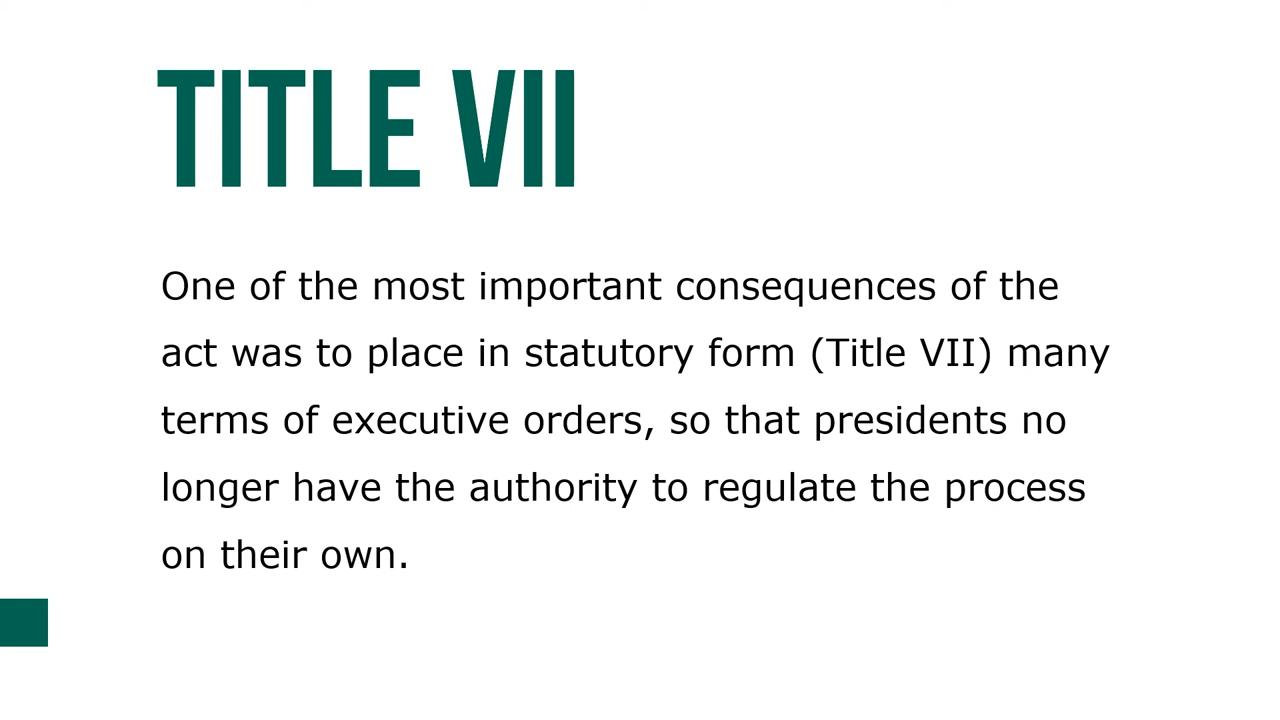 TITLE VII
One of the most important consequences of the
act was to place in statutory form (Title VII) many
terms of executive orders, so that presidents no
longer have the authority to regulate the process
on their own.